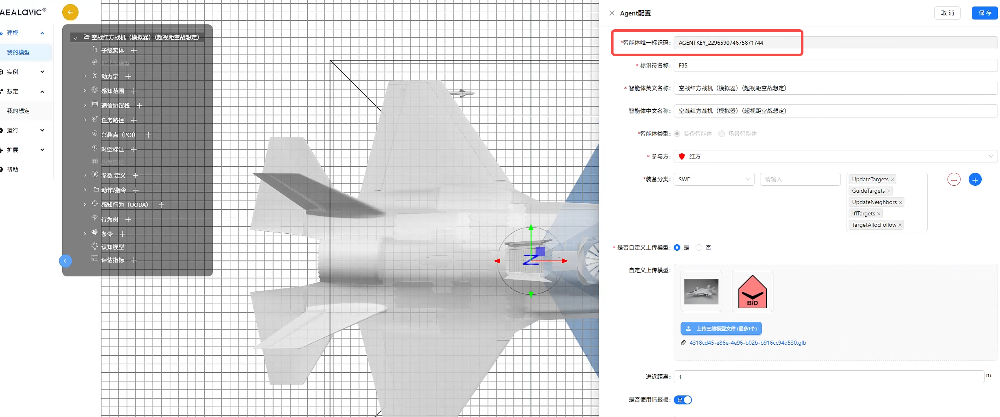 AEALAVIC®
建模
我的模型
实例
想定
我的想定
运行
扩展
帮助
空战红方战机（模拟器）（超视距空战想定）
子级实体
形式化模型
动力学
感知范围
通信协议栈
任务路径
兴趣点（POI）
时空标注
约束围栏
参数 定义
动作/指令
感知行为（OODA）
行为树
条令
认知模型
评估指标
Z
Agent配置
取 消
保 存
*智能体唯一标识码: AGENTKEY_229659074675871744
* 标识符名称: F35
* 智能体英文名称: 空战红方战机（模拟器）（超视距空战想定）
智能体中文名称: 空战红方战机（模拟器）（超视距空战想定）
*智能体类型: 装备智能体 场景智能体
* 参与方: 红方
*装备分类: SWE 请输入
UpdateTargets
GuideTargets
UpdateNeighbors
IffTargets
TargetAllocFollow
* 是否自定义上传模型: 是 否
自定义上传模型:
B/D
上传三维模型文件 (最多1个)
4318cd45-e86e-4e96-b02b-b916cc94d530.glb
进近距离: 1 m
是否使用情报板: 是